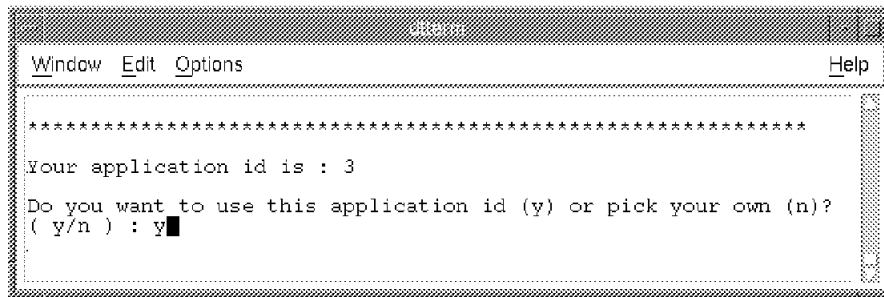 dtterm
Window Edit Options Help
***************************************************************
Your application id is : 3
Do you want to use this application id (y) or pick your own (n)?
( y/n ) : y